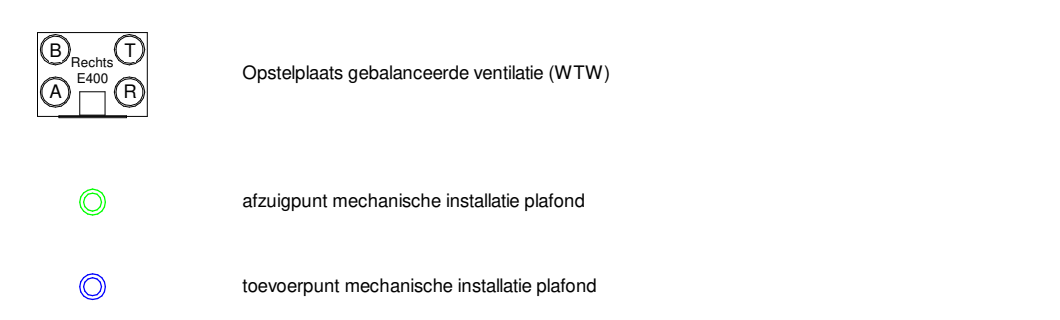 B T
Rechts
E400
A R
Opstelplaats gebalanceerde ventilatie (WTW)
afzuigpunt mechanische installatie plafond
toevoerpunt mechanische installatie plafond